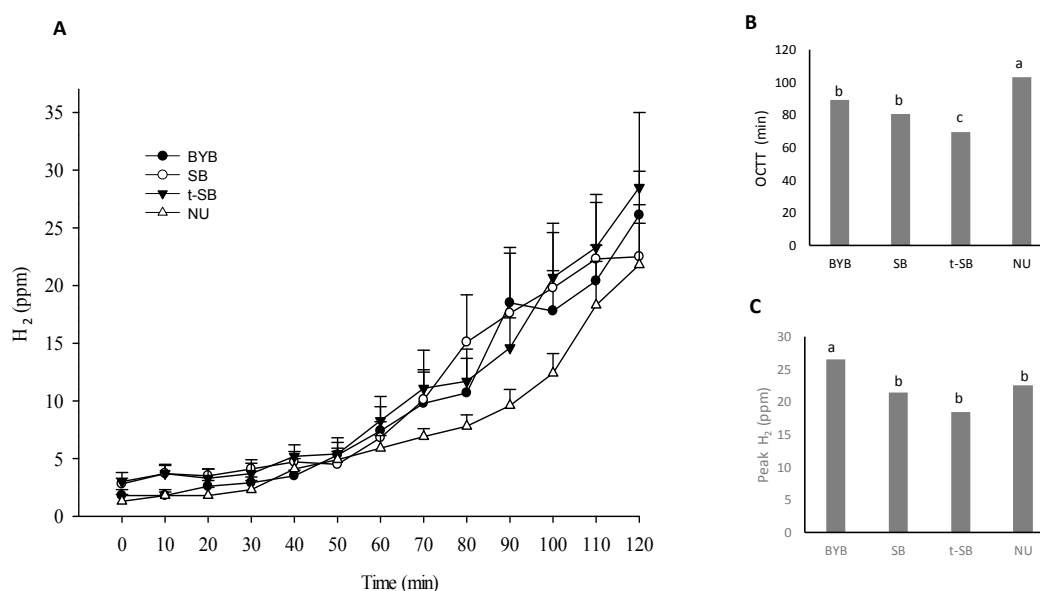 A
H2 (ppm)
35
30
25
20
15
10
5
0
BYB
SB
t-SB
NU
0 10 20 30 40 50 60 70 80 90 100 110 120
Time (min)
B
OCTT (min)
120
100
80
60
40
20
0
b b c a
BYB SB t-SB NU
C
Peak H2 (ppm)
30
25
20
15
10
5
0
a b b b
BYB SB t-SB NU